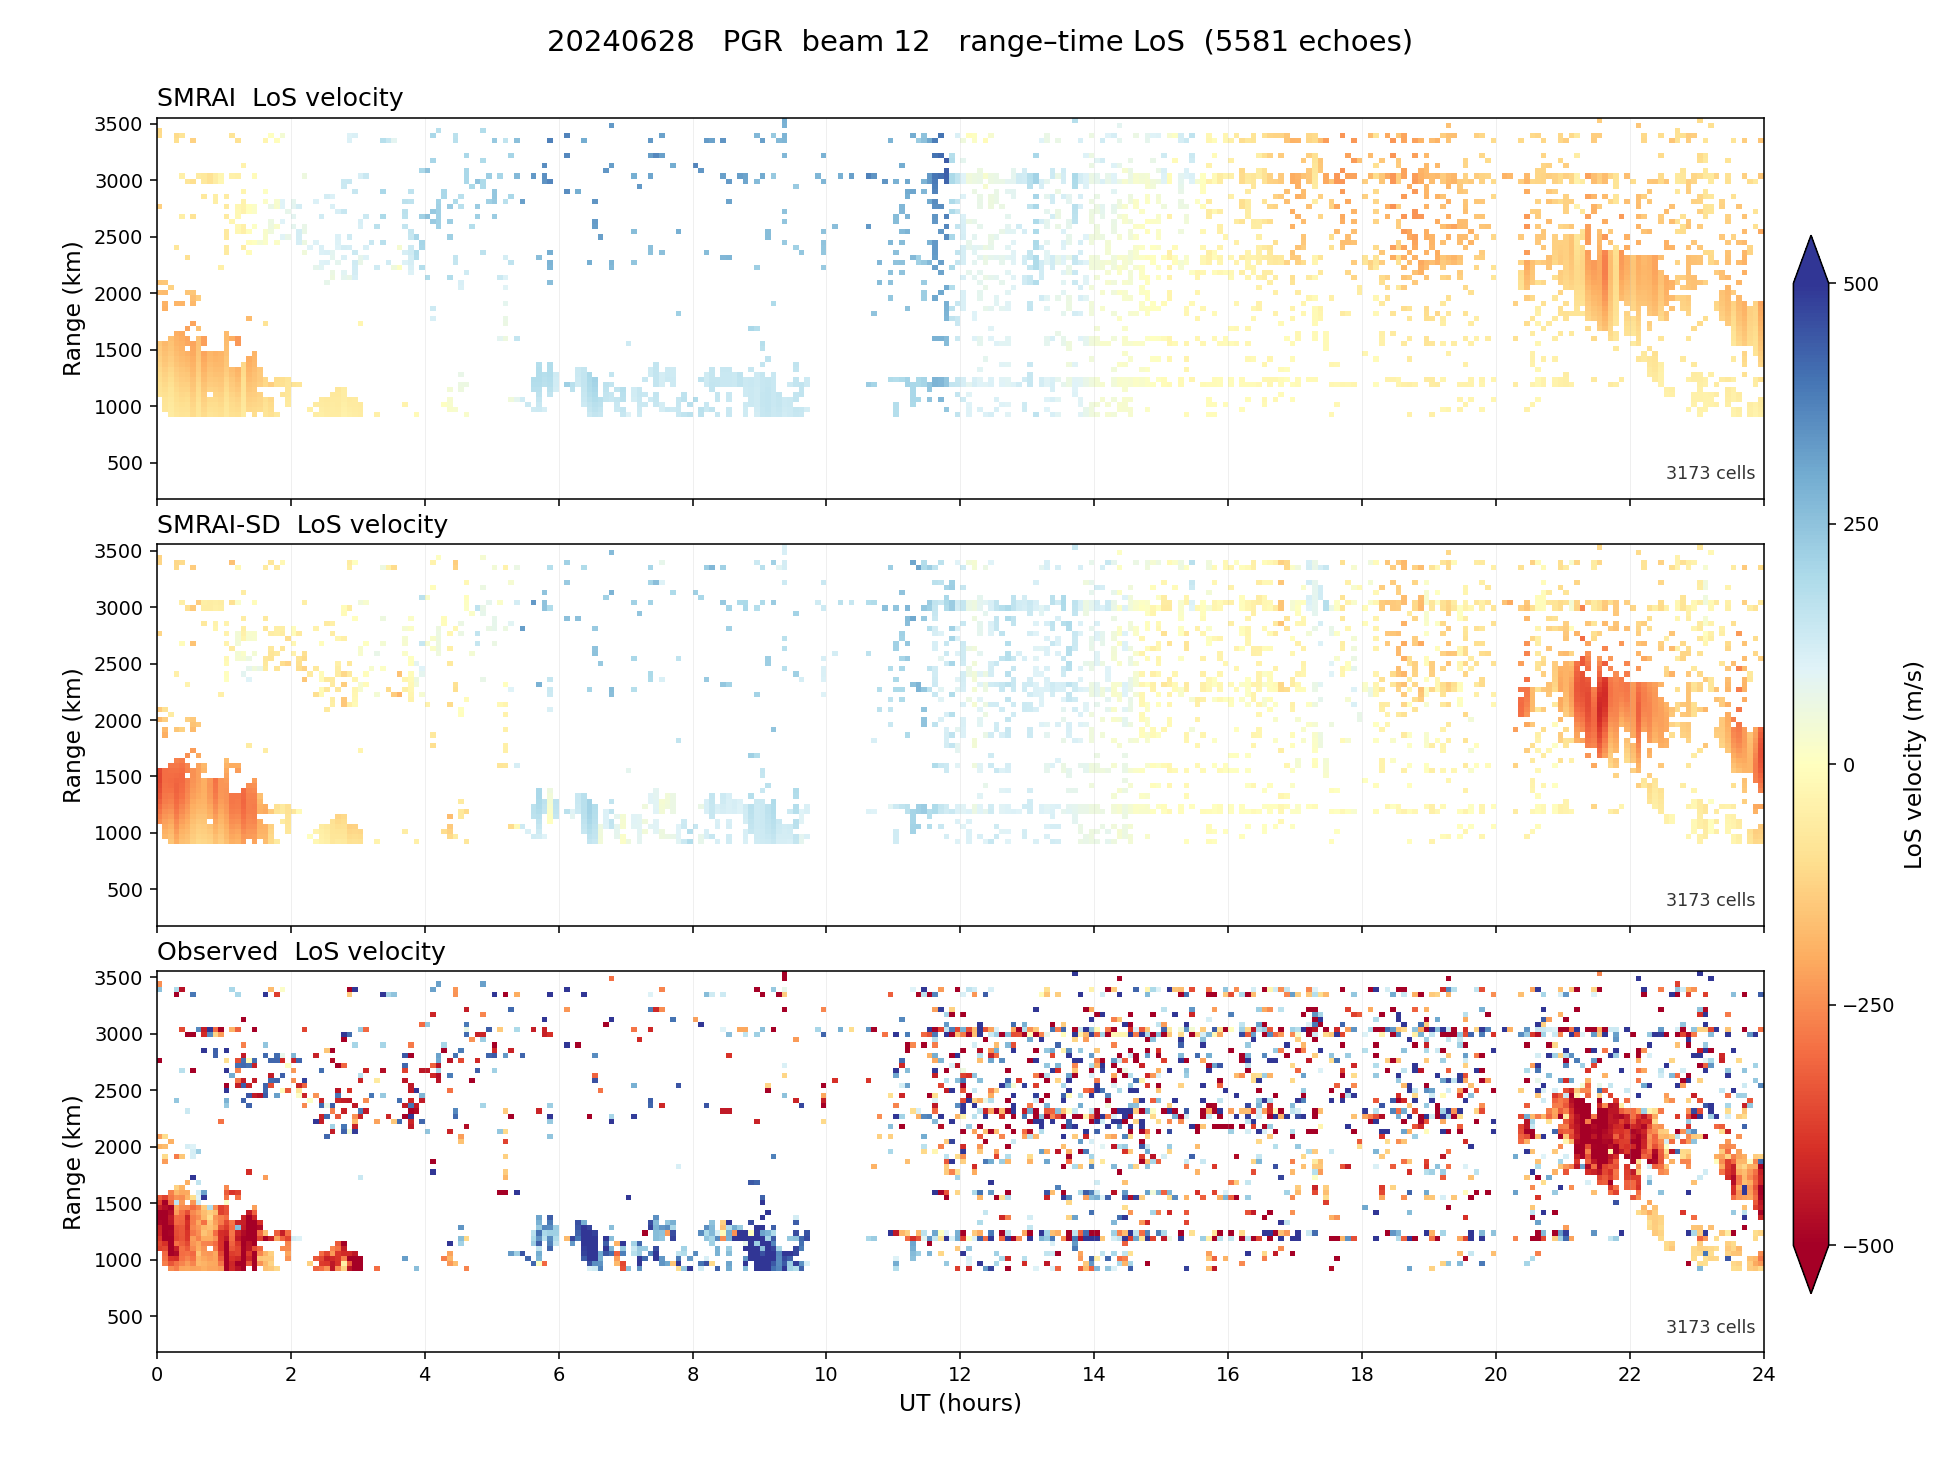 20240628   PGR  beam 12   range–time LoS  (5581 echoes)
SMRAI  LoS velocity
3500
3000
2500
2000
1500
1000
500
Range (km)
3173 cells
SMRAI-SD  LoS velocity
3500
3000
2500
2000
1500
1000
500
Range (km)
3173 cells
Observed  LoS velocity
3500
3000
2500
2000
1500
1000
500
Range (km)
3173 cells
0 2 4 6 8 10 12 14 16 18 20 22 24
UT (hours)
500
250
0
−250
−500
LoS velocity (m/s)